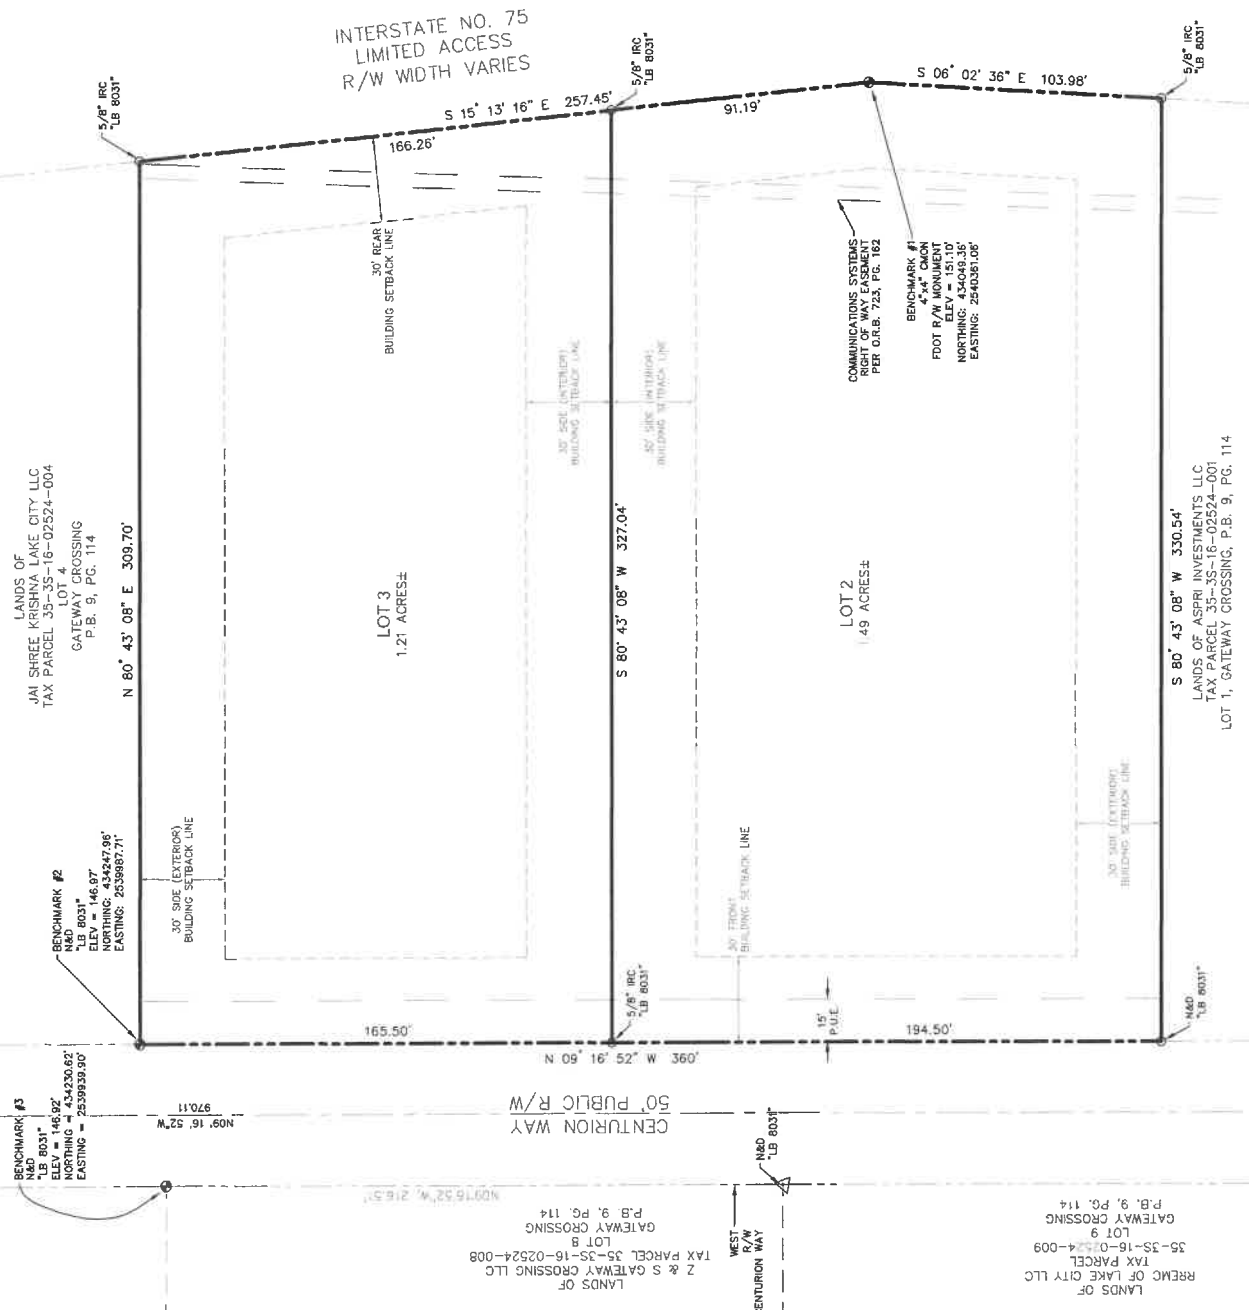 INTERSTATE NO. 75
LIMITED ACCESS
R/W WIDTH VARIES
5/8" IRC
"LB 8031"
S 15° 13' 16" E 257.45'
166.26'
5/8" IRC
"LB 8031"
91.19'
S 06° 02' 36" E 103.98'
5/8" IRC
"LB 8031"
30' REAR
BUILDING SETBACK LINE
COMMUNICATIONS SYSTEMS
RIGHT OF WAY EASEMENT
PER O.R.B. 723, PG. 162
BENCHMARK #1
4"x4" CMON
FDOT R/W MONUMENT
ELEV = 151.10'
NORTHING: 434049.36'
EASTING: 2540361.06'
30' SIDE (INTERIOR)
BUILDING SETBACK LINE
30' SIDE (INTERIOR)
BUILDING SETBACK LINE
LANDS OF
JAI SHREE KRISHNA LAKE CITY LLC
TAX PARCEL 35-3S-16-02524-004
LOT 4
GATEWAY CROSSING
P.B. 9, PG. 114
N 80° 43' 08" E 309.70'
LOT 3
1.21 ACRES±
S 80° 43' 08" W 327.04'
LOT 2
1.49 ACRES±
S 80° 43' 08" W 330.54'
LANDS OF ASPRI INVESTMENTS LLC
TAX PARCEL 35-3S-16-02524-001
LOT 1, GATEWAY CROSSING, P.B. 9, PG. 114
BENCHMARK #2
N&D
"LB 8031"
ELEV = 146.97'
NORTHING: 434247.96'
EASTING: 2539987.71'
30' SIDE (EXTERIOR)
BUILDING SETBACK LINE
30' FRONT
BUILDING SETBACK LINE
30' SIDE (EXTERIOR)
BUILDING SETBACK LINE
165.50'
5/8" IRC
"LB 8031"
15'
P.U.E.
194.50'
N&D
"LB 8031"
N 09° 16' 52" W 360'
BENCHMARK #3
N&D
"LB 8031"
ELEV = 146.92'
NORTHING = 434230.62'
EASTING = 2539939.90'
N09° 16' 52"W
970.11
CENTURION WAY
50' PUBLIC R/W
N&D
"LB 8031"
N09°16'52"W, 216.51'
LANDS OF
Z & S GATEWAY CROSSING LLC
TAX PARCEL 35-3S-16-02524-008
LOT 8
GATEWAY CROSSING
P.B. 9, PG. 114
WEST
R/W
CENTURION WAY
LANDS OF
RREMC OF LAKE CITY LLC
TAX PARCEL
35-3S-16-02524-009
LOT 9
GATEWAY CROSSING
P.B. 9, PG. 114